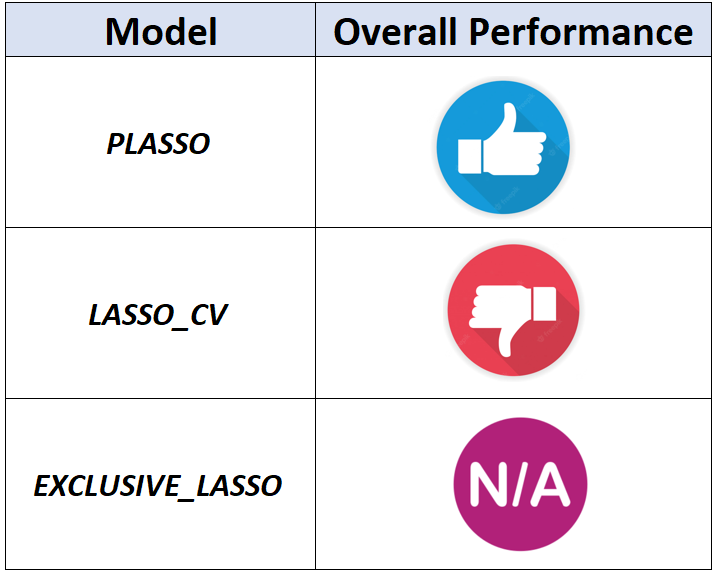 Model Overall Performance
PLASSO
LASSO_CV
EXCLUSIVE_LASSO N/A